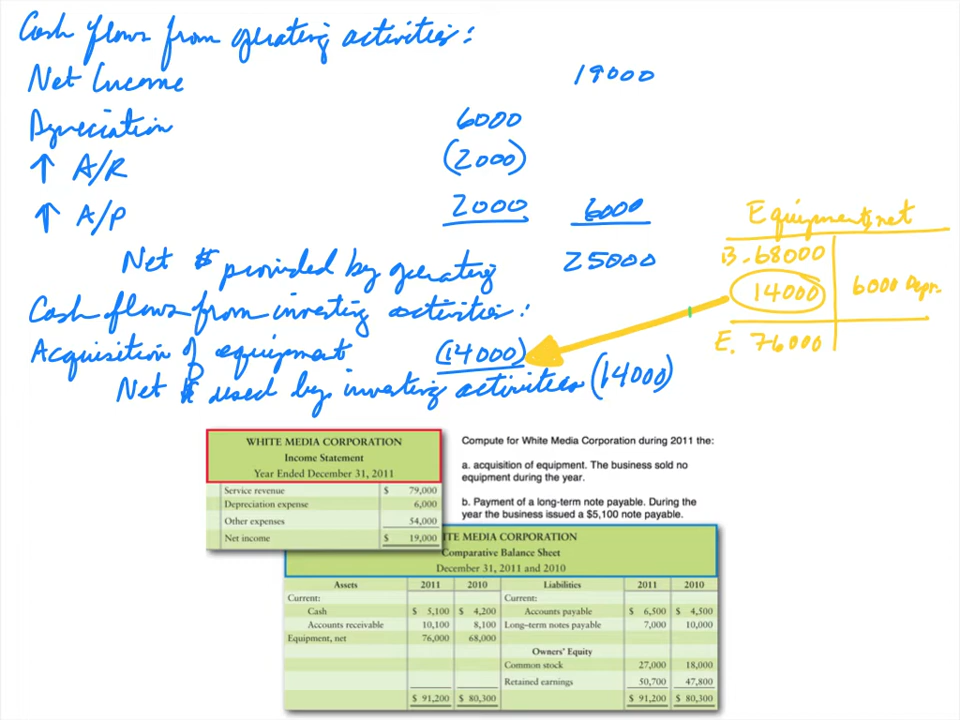 Cash flows from operating activities:
Net Income 19000
Depreciation 6000
↑ A/R (2000)
↑ A/P 2000 6000
Net $ provided by operating 25000
Cash flows from investing activities:
Acquisition of equipment (14000)
Net $ used by investing activities (14000)
Equipment, net
B. 68000
14000 6000 Depr.
E. 76000
WHITE MEDIA CORPORATION
Income Statement
Year Ended December 31, 2011
Service revenue $ 79,000
Depreciation expense 6,000
Other expenses 54,000
Net income $ 19,000
Compute for White Media Corporation during 2011 the:
a. acquisition of equipment. The business sold no
equipment during the year.
b. Payment of a long-term note payable. During the
year the business issued a $5,100 note payable.
ITE MEDIA CORPORATION
Comparative Balance Sheet
December 31, 2011 and 2010
Assets 2011 2010 Liabilities 2011 2010
Current: Current:
Cash $ 5,100 $ 4,200 Accounts payable $ 6,500 $ 4,500
Accounts receivable 10,100 8,100 Long-term notes payable 7,000 10,000
Equipment, net 76,000 68,000
Owners' Equity
Common stock 27,000 18,000
Retained earnings 50,700 47,800
$ 91,200 $ 80,300 $ 91,200 $ 80,300